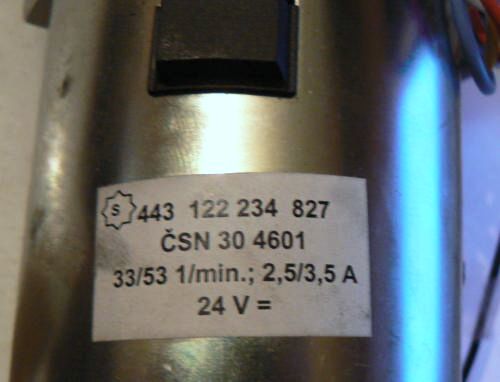 S 443 122 234 827
ČSN 30 4601
33/53 1/min.; 2,5/3,5 A
24 V =